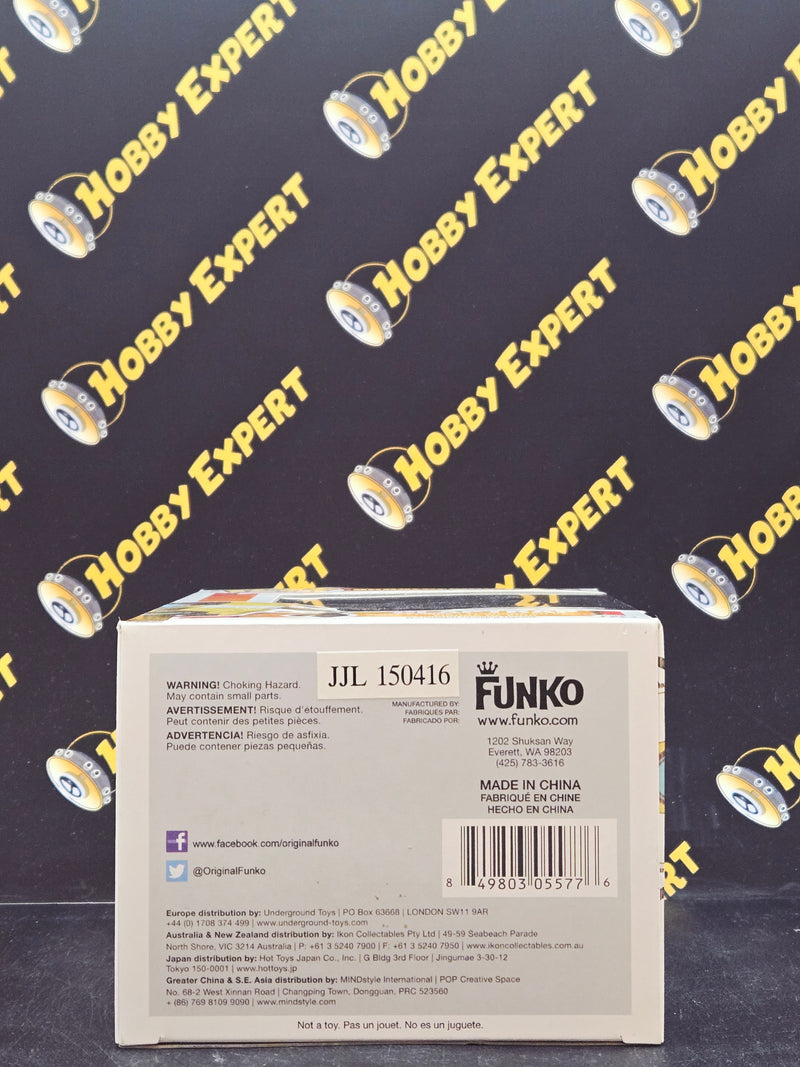 HOBBY EXPERT
HOBBY EXPERT
HOBBY EXPERT
HOBBY EXPERT
HOBBY EXPERT
HOBBY EXPERT
HOBBY EXPERT
HOBBY EXPERT
WARNING! Choking Hazard.
May contain small parts.
AVERTISSEMENT! Risque d'étouffement.
Peut contenir des petites pièces.
ADVERTENCIA! Riesgo de asfixia.
Puede contener piezas pequeñas.
JJL 150416
MANUFACTURED BY:
FABRIQUÉS PAR:
FABRICADO POR:
FUNKO
www.funko.com
1202 Shuksan Way
Everett, WA 98203
(425) 783-3616
MADE IN CHINA
FABRIQUÉ EN CHINE
HECHO EN CHINA
f www.facebook.com/originalfunko
@OriginalFunko
8 49803 05577 6
Europe distribution by: Underground Toys | PO Box 63668 | LONDON SW11 9AR
+44 (0) 1708 374 499 | www.underground-toys.com
Australia & New Zealand distribution by: Ikon Collectables Pty Ltd | 49-59 Seabeach Parade
North Shore, VIC 3214 Australia | P: +61 3 5240 7900 | F: +61 3 5240 7950 | www.ikoncollectables.com.au
Japan distribution by: Hot Toys Japan Co., Inc. | G Bldg 3rd Floor | Jingumae 3-30-12
Tokyo 150-0001 | www.hottoys.jp
Greater China & S.E. Asia distribution by: MINDstyle International | POP Creative Space
No. 68-2 West Xinnan Road | Changping Town, Dongguan, PRC 523560
+ (86) 769 8109 9090 | www.mindstyle.com
Not a toy. Pas un jouet. No es un juguete.